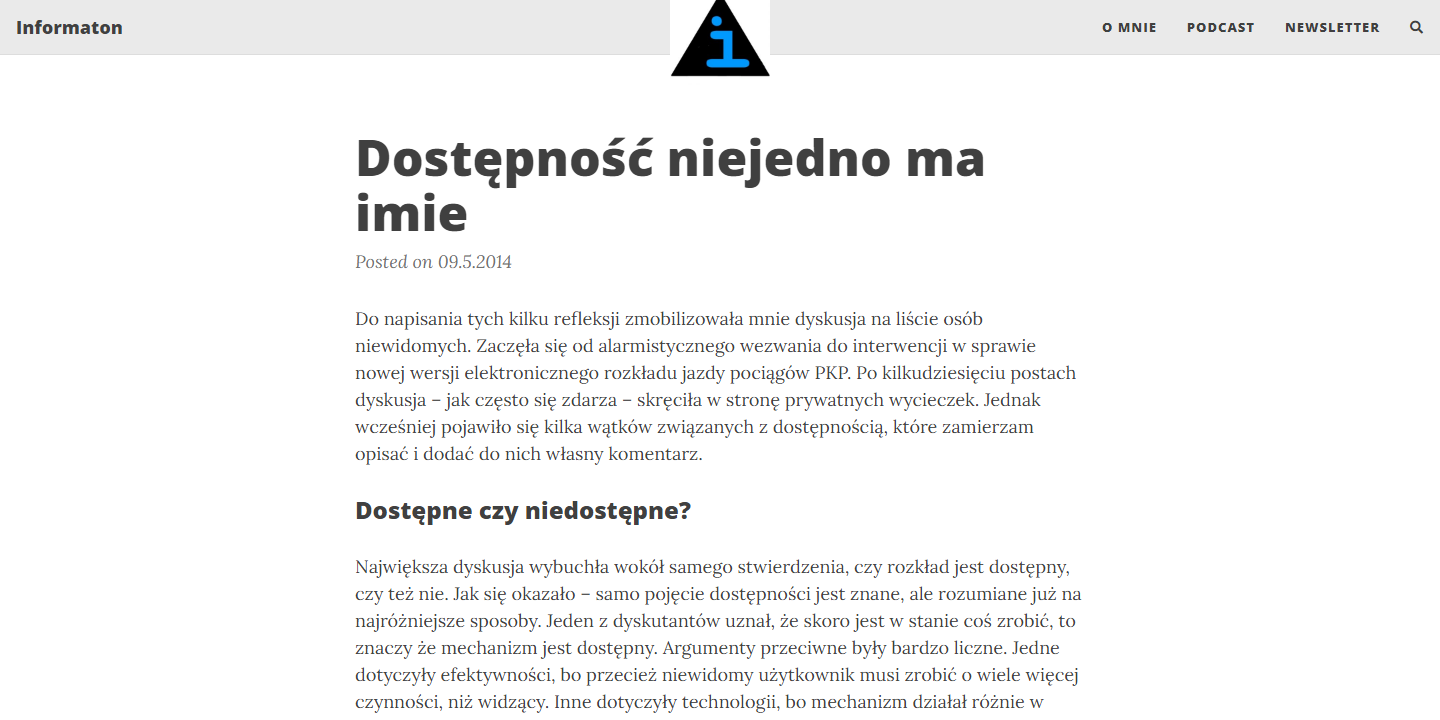 Informaton
i
O MNIE PODCAST NEWSLETTER
Dostępność niejedno ma
imie
Posted on 09.5.2014
Do napisania tych kilku refleksji zmobilizowała mnie dyskusja na liście osób
niewidomych. Zaczęła się od alarmistycznego wezwania do interwencji w sprawie
nowej wersji elektronicznego rozkładu jazdy pociągów PKP. Po kilkudziesięciu postach
dyskusja – jak często się zdarza – skręciła w stronę prywatnych wycieczek. Jednak
wcześniej pojawiło się kilka wątków związanych z dostępnością, które zamierzam
opisać i dodać do nich własny komentarz.
Dostępne czy niedostępne?
Największa dyskusja wybuchła wokół samego stwierdzenia, czy rozkład jest dostępny,
czy też nie. Jak się okazało – samo pojęcie dostępności jest znane, ale rozumiane już na
najróżniejsze sposoby. Jeden z dyskutantów uznał, że skoro jest w stanie coś zrobić, to
znaczy że mechanizm jest dostępny. Argumenty przeciwne były bardzo liczne. Jedne
dotyczyły efektywności, bo przecież niewidomy użytkownik musi zrobić o wiele więcej
czynności, niż widzący. Inne dotyczyły technologii, bo mechanizm działał różnie w